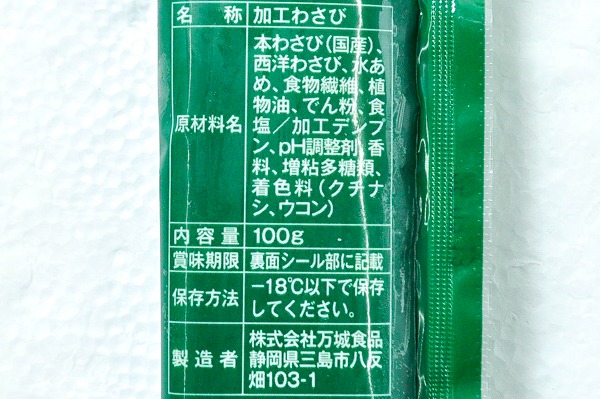 名称 加工わさび
原材料名 本わさび(国産)、
西洋わさび、水あ
め、食物繊維、植
物油、でん粉、食
塩／加工デンプ
ン、pH調整剤、香
料、増粘多糖類、
着色料(クチナ
シ、ウコン)
内容量 100g
賞味期限 裏面シール部に記載
保存方法 −18℃以下で保存
してください。
製造者 株式会社万城食品
静岡県三島市八反
畑103-1